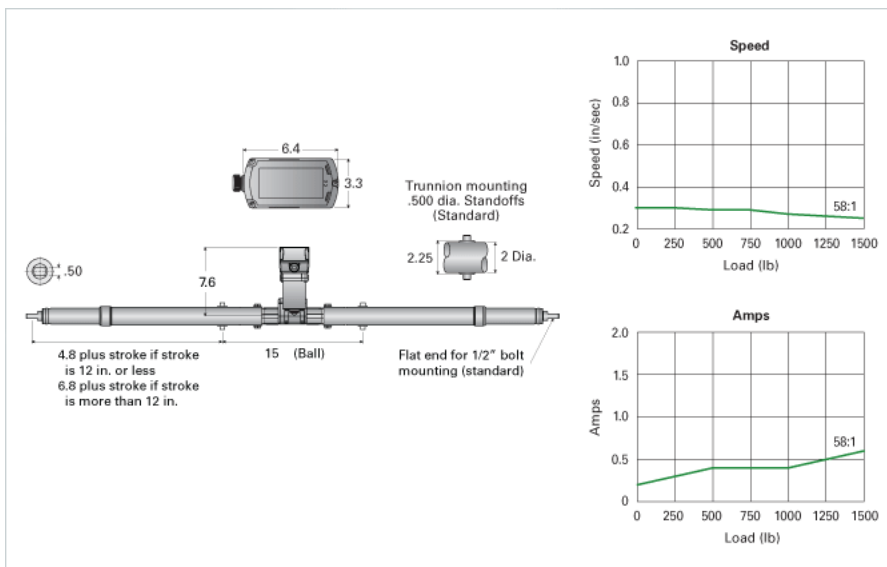 6.4
3.3
Trunnion mounting
.500 dia. Standoffs
(Standard)
2.25
2 Dia.
.50
7.6
15 (Ball)
4.8 plus stroke if stroke
is 12 in. or less
6.8 plus stroke if stroke
is more than 12 in.
Flat end for 1/2" bolt
mounting (standard)
Speed
Speed (in/sec)
1.0
0.8
0.6
0.4
0.2
58:1
0 250 500 750 1000 1250 1500
Load (lb)
Amps
Amps
2.0
1.5
1.0
0.5
0
58:1
0 250 500 750 1000 1250 1500
Load (lb)